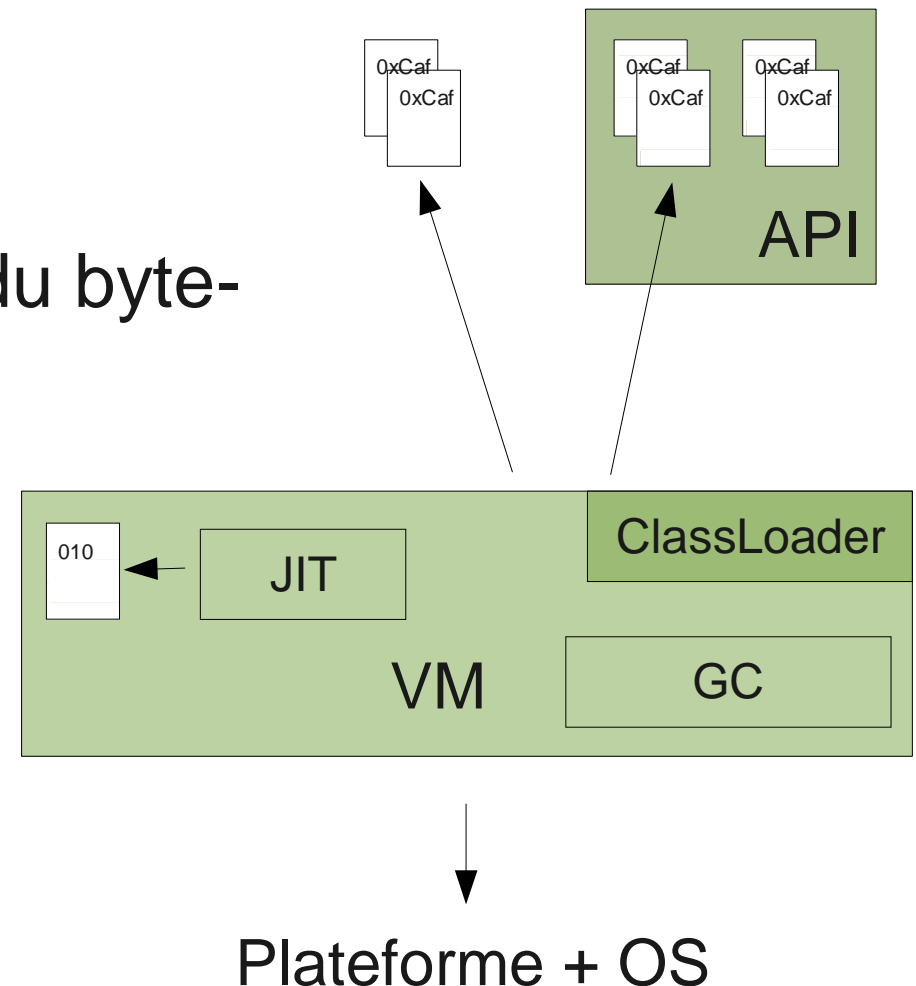 0xCaf
0xCaf
0xCaf
0xCaf
0xCaf
0xCaf
API
du byte-
ClassLoader
010
JIT
VM
GC
Plateforme + OS